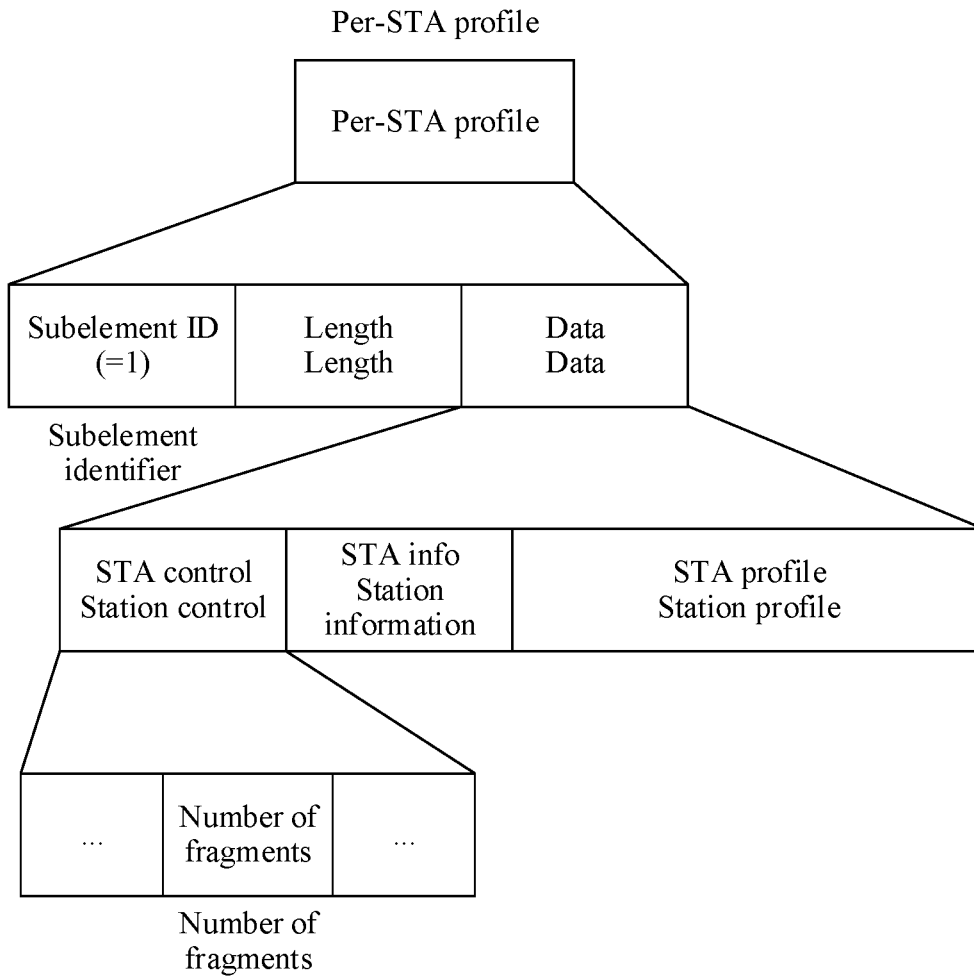 Per-STA profile
Per-STA profile
Subelement ID
(=1)
Length
Length
Data
Data
Subelement
identifier
STA control
Station control
STA info
Station
information
STA profile
Station profile
...
Number of
fragments
...
Number of
fragments